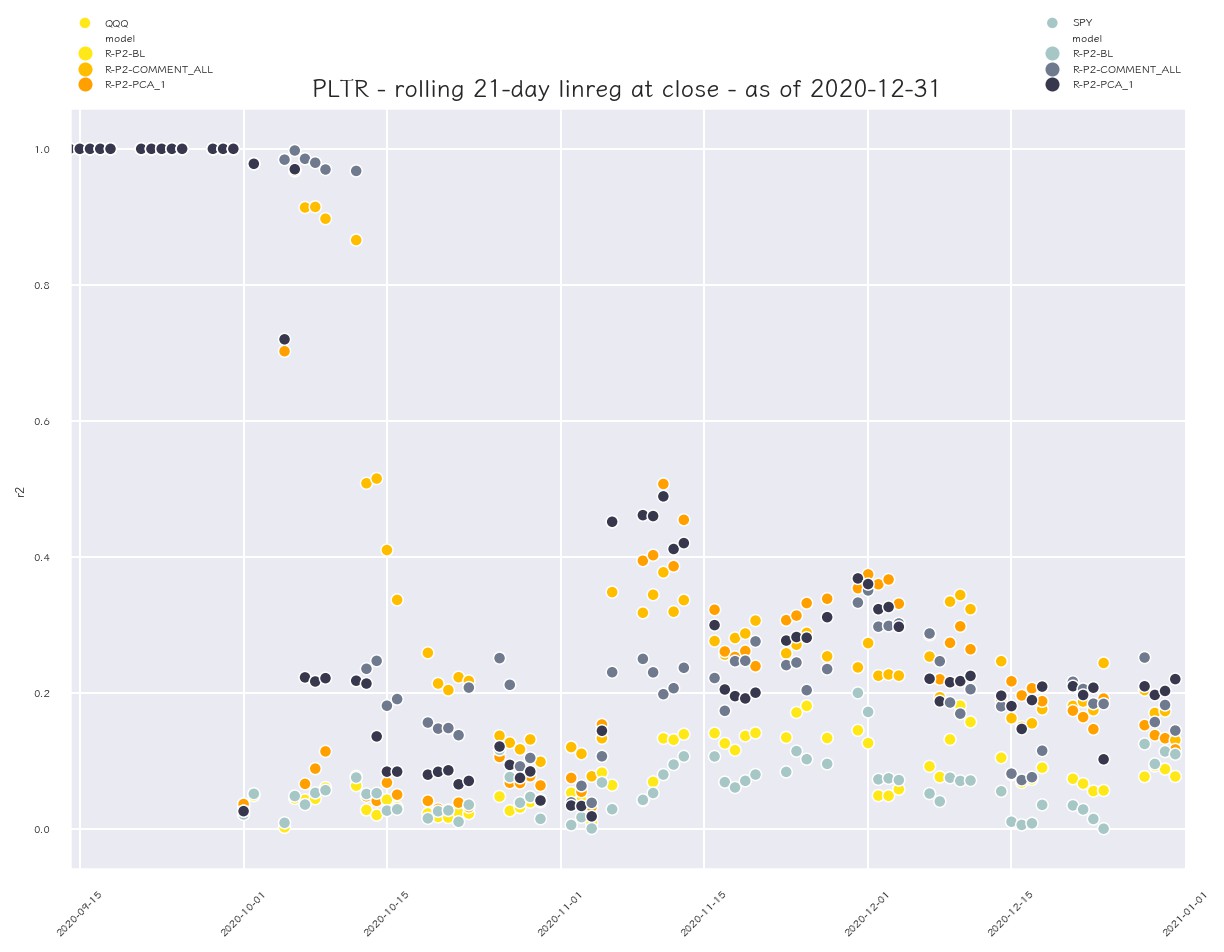 QQQ
model
R-P2-BL
R-P2-COMMENT_ALL
R-P2-PCA_1
SPY
model
R-P2-BL
R-P2-COMMENT_ALL
R-P2-PCA_1
PLTR - rolling 21-day linreg at close - as of 2020-12-31
1.0
0.8
0.6
r2
0.4
0.2
0.0
2020-09-15
2020-10-01
2020-10-15
2020-11-01
2020-11-15
2020-12-01
2020-12-15
2021-01-01